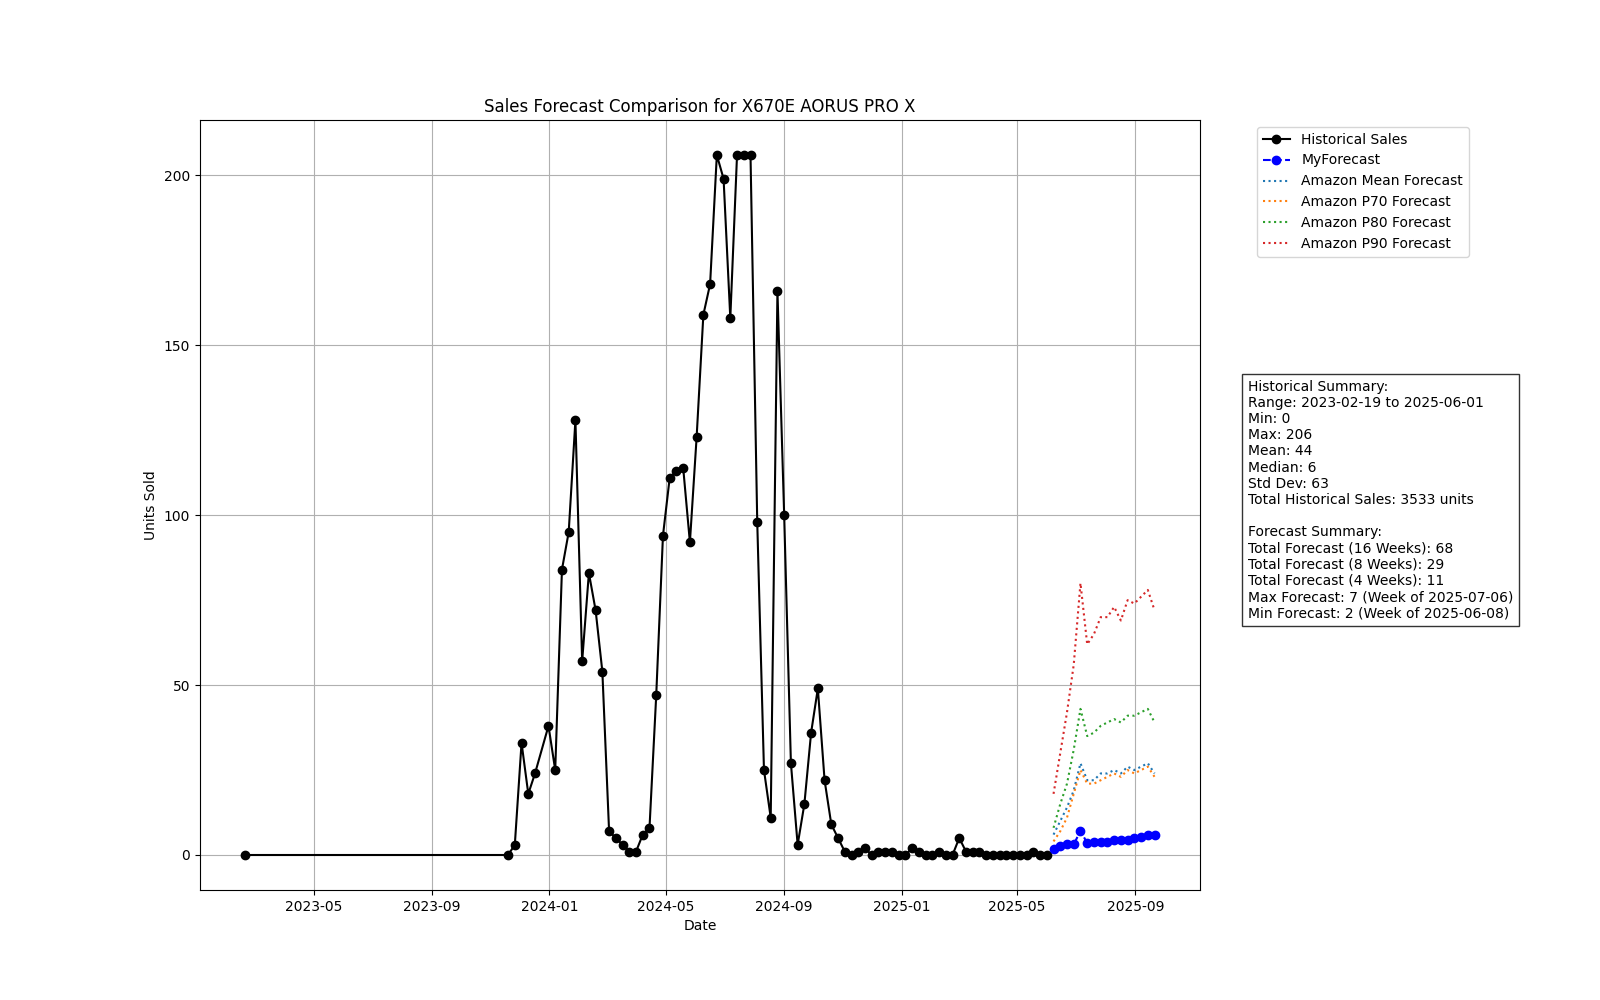 Sales Forecast Comparison for X670E AORUS PRO X
Historical Sales
MyForecast
Amazon Mean Forecast
Amazon P70 Forecast
Amazon P80 Forecast
Amazon P90 Forecast
200
150
100
50
0
Units Sold
Historical Summary:
Range: 2023-02-19 to 2025-06-01
Min: 0
Max: 206
Mean: 44
Median: 6
Std Dev: 63
Total Historical Sales: 3533 units
Forecast Summary:
Total Forecast (16 Weeks): 68
Total Forecast (8 Weeks): 29
Total Forecast (4 Weeks): 11
Max Forecast: 7 (Week of 2025-07-06)
Min Forecast: 2 (Week of 2025-06-08)
2023-05 2023-09 2024-01 2024-05 2024-09 2025-01 2025-05 2025-09
Date